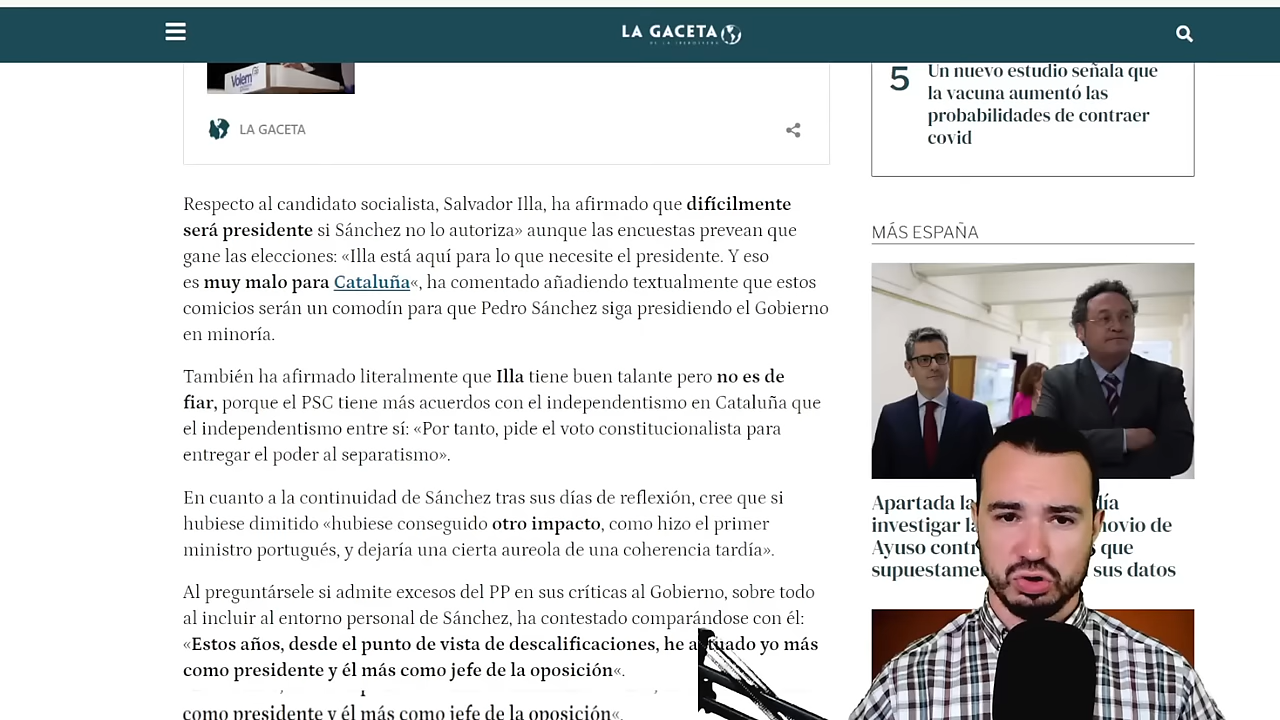 LA GACETA
Volem
LA GACETA
Respecto al candidato socialista, Salvador Illa, ha afirmado que difícilmente
será presidente si Sánchez no lo autoriza» aunque las encuestas prevean que
gane las elecciones: «Illa está aquí para lo que necesite el presidente. Y eso
es muy malo para Cataluña«, ha comentado añadiendo textualmente que estos
comicios serán un comodín para que Pedro Sánchez siga presidiendo el Gobierno
en minoría.
También ha afirmado literalmente que Illa tiene buen talante pero no es de
fiar, porque el PSC tiene más acuerdos con el independentismo en Cataluña que
el independentismo entre sí: «Por tanto, pide el voto constitucionalista para
entregar el poder al separatismo».
En cuanto a la continuidad de Sánchez tras sus días de reflexión, cree que si
hubiese dimitido «hubiese conseguido otro impacto, como hizo el primer
ministro portugués, y dejaría una cierta aureola de una coherencia tardía».
Al preguntársele si admite excesos del PP en sus críticas al Gobierno, sobre todo
al incluir al entorno personal de Sánchez, ha contestado comparándose con él:
«Estos años, desde el punto de vista de descalificaciones, he actuado yo más
como presidente y él más como jefe de la oposición«.
como presidente y él más como jefe de la oposición«.
5 Un nuevo estudio señala que
la vacuna aumentó las
probabilidades de contraer
covid
MÁS ESPAÑA
Apartada la
investigar la novio de
Ayuso que
sus datos